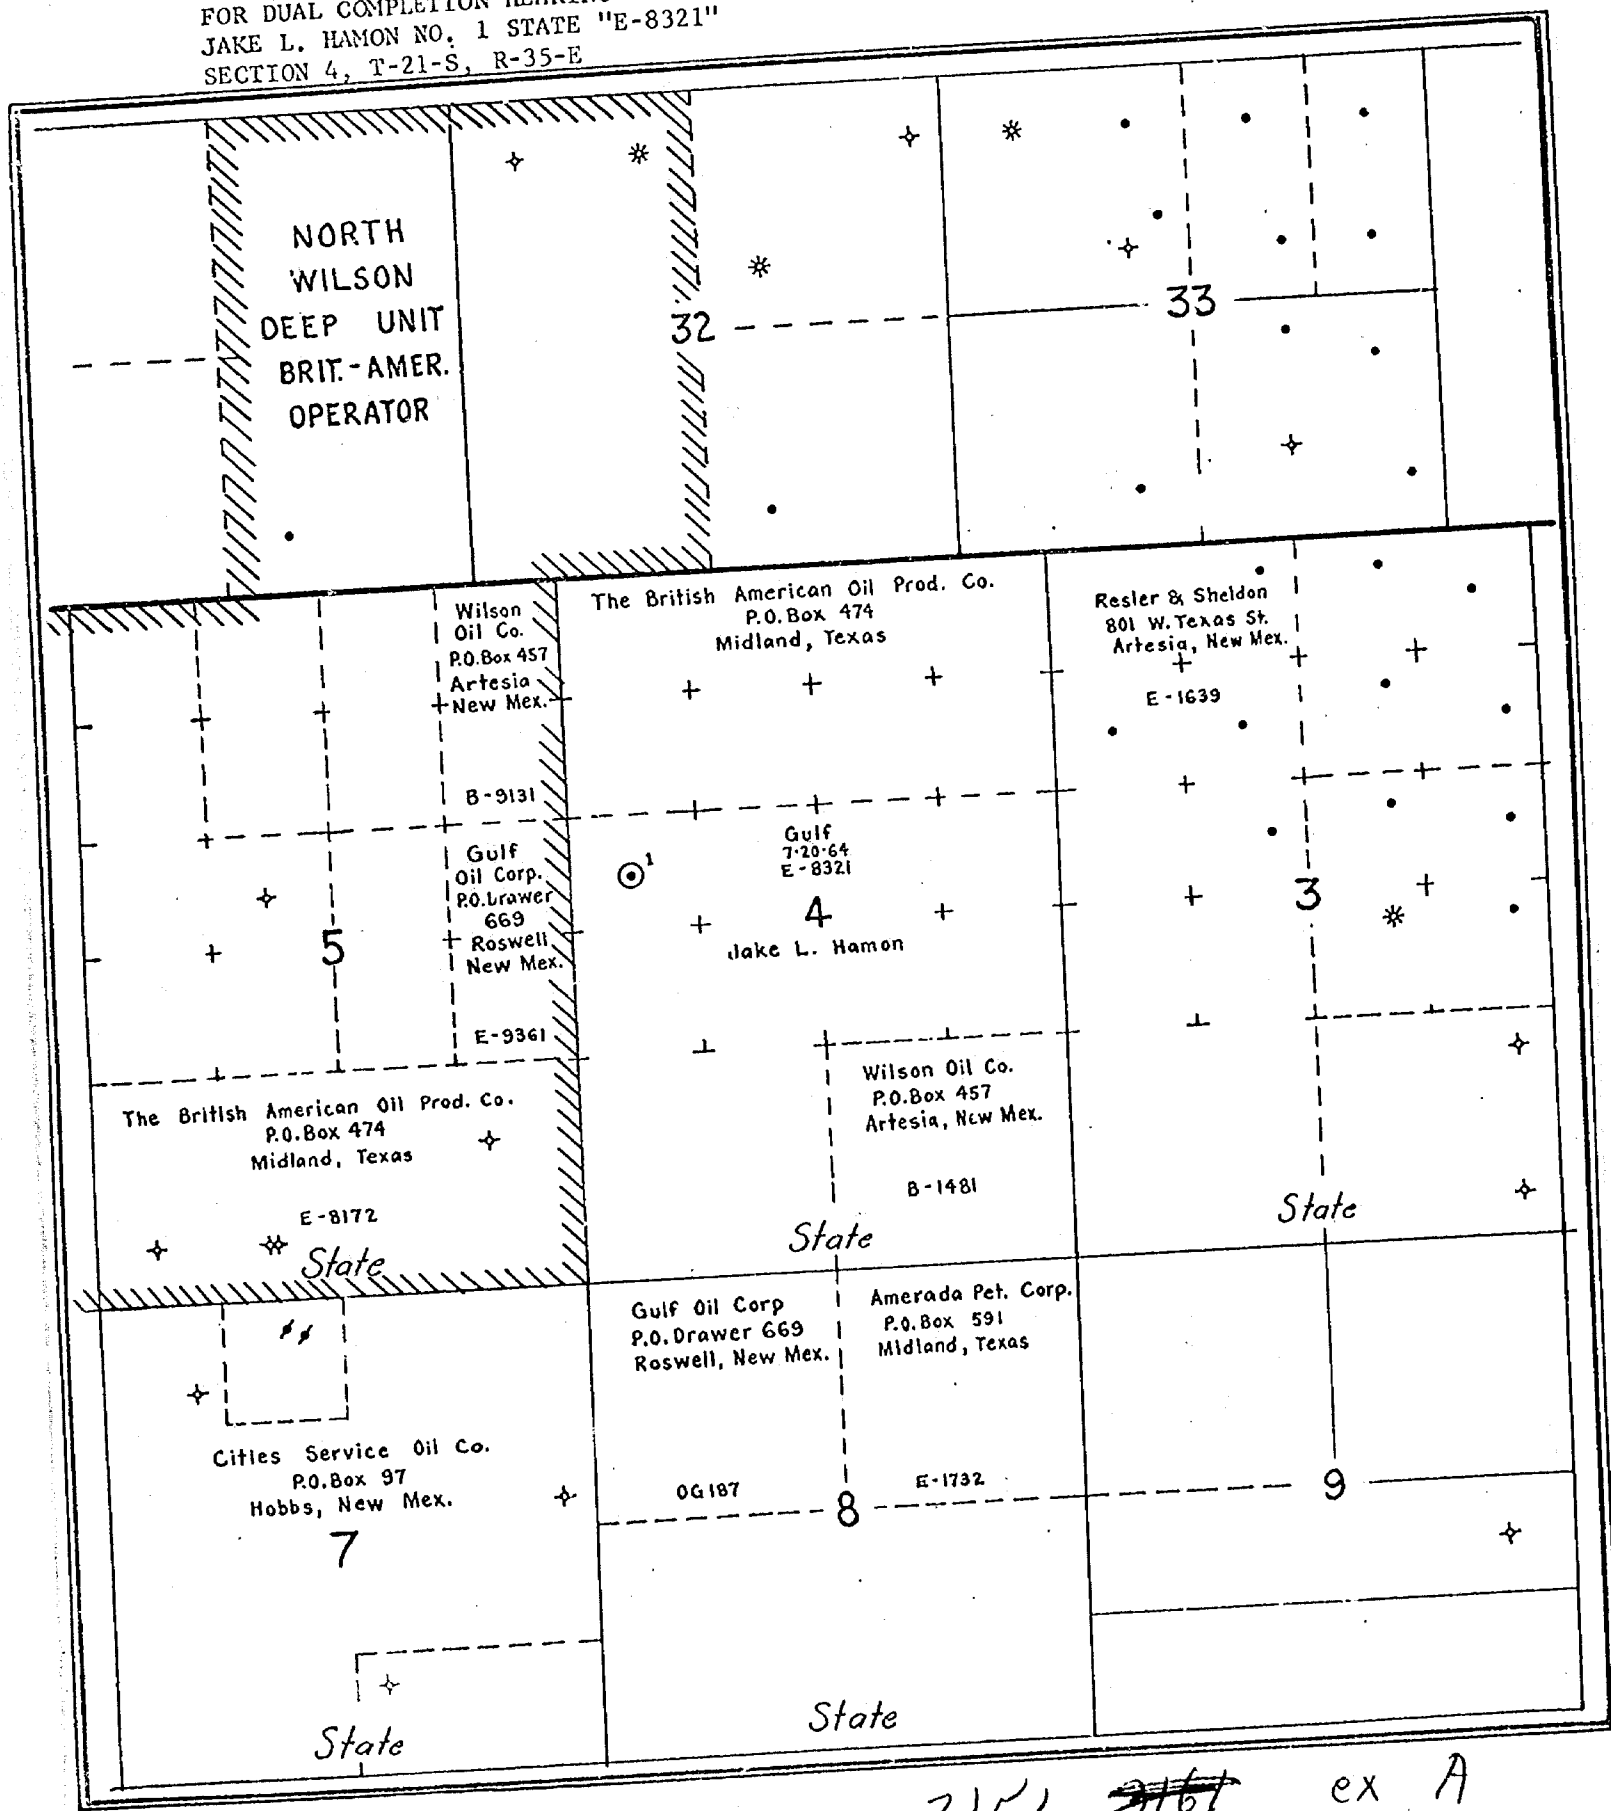 FOR DUAL COMPLETION HEARING
JAKE L. HAMON NO. 1 STATE "E-8321"
SECTION 4, T-21-S, R-35-E
NORTH
WILSON
DEEP UNIT
BRIT.-AMER.
OPERATOR
32
33
Wilson
Oil Co.
P.O.Box 457
Artesia
New Mex.
B-9131
Gulf
Oil Corp.
P.O.Drawer
669
Roswell
New Mex.
E-9361
5
The British American Oil Prod. Co.
P.O.Box 474
Midland, Texas
E-8172
State
The British American Oil Prod. Co.
P.O.Box 474
Midland, Texas
1
Gulf
7-20-64
E-8321
4
Jake L. Hamon
Wilson Oil Co.
P.O.Box 457
Artesia, New Mex.
B-1481
State
Resler & Sheldon
801 W. Texas St.
Artesia, New Mex.
E-1639
3
State
Cities Service Oil Co.
P.O.Box 97
Hobbs, New Mex.
7
State
Gulf Oil Corp
P.O. Drawer 669
Roswell, New Mex.
OG187
Amerada Pet. Corp.
P.O.Box 591
Midland, Texas
E-1732
8
State
9
ex A